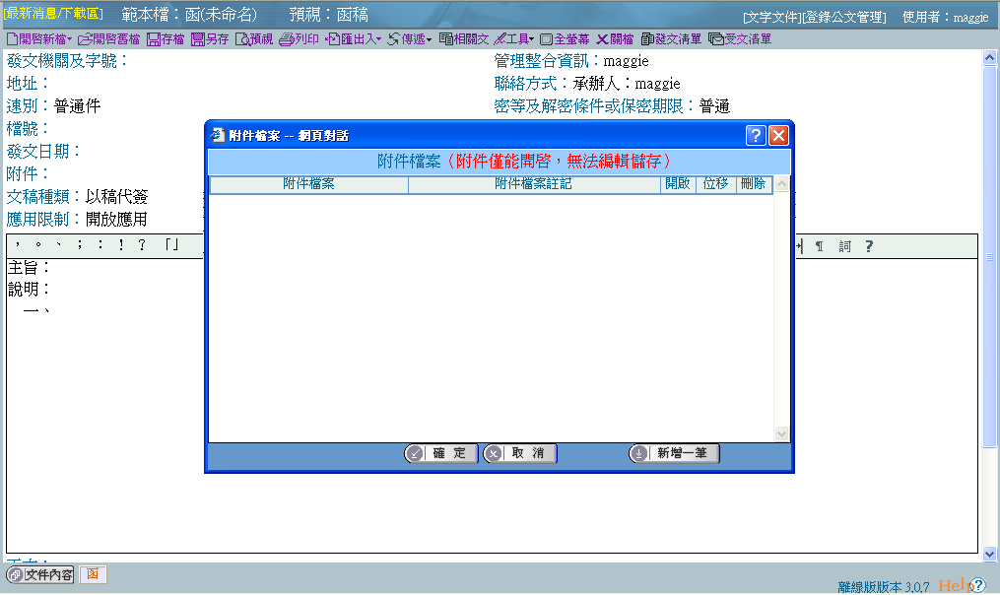 [最新消息/下載區] 範本檔：函(未命名) 預視：函稿 [文字文件][登錄公文管理] 使用者：maggie
開啓新檔 開啓舊檔 存檔 另存 預視 列印 匯出入 傳遞 相關文 工具 全螢幕 關檔 發文清單 受文清單
發文機關及字號： 管理整合資訊：maggie
地址： 聯絡方式：承辦人：maggie
速別：普通件 密等及解密條件或保密期限：普通
檔號：
發文日期：
附件：
文稿種類：以稿代簽
應用限制：開放應用
，。、；：！？「」 ¶ 詞 ?
主旨：
說明：
一、
附件檔案 -- 網頁對話
附件檔案（附件僅能開啓，無法編輯儲存）
附件檔案 附件檔案註記 開啟 位移 刪除
確 定 取 消 新增一筆
文件內容 函
離線版版本 3.0.7 Help?